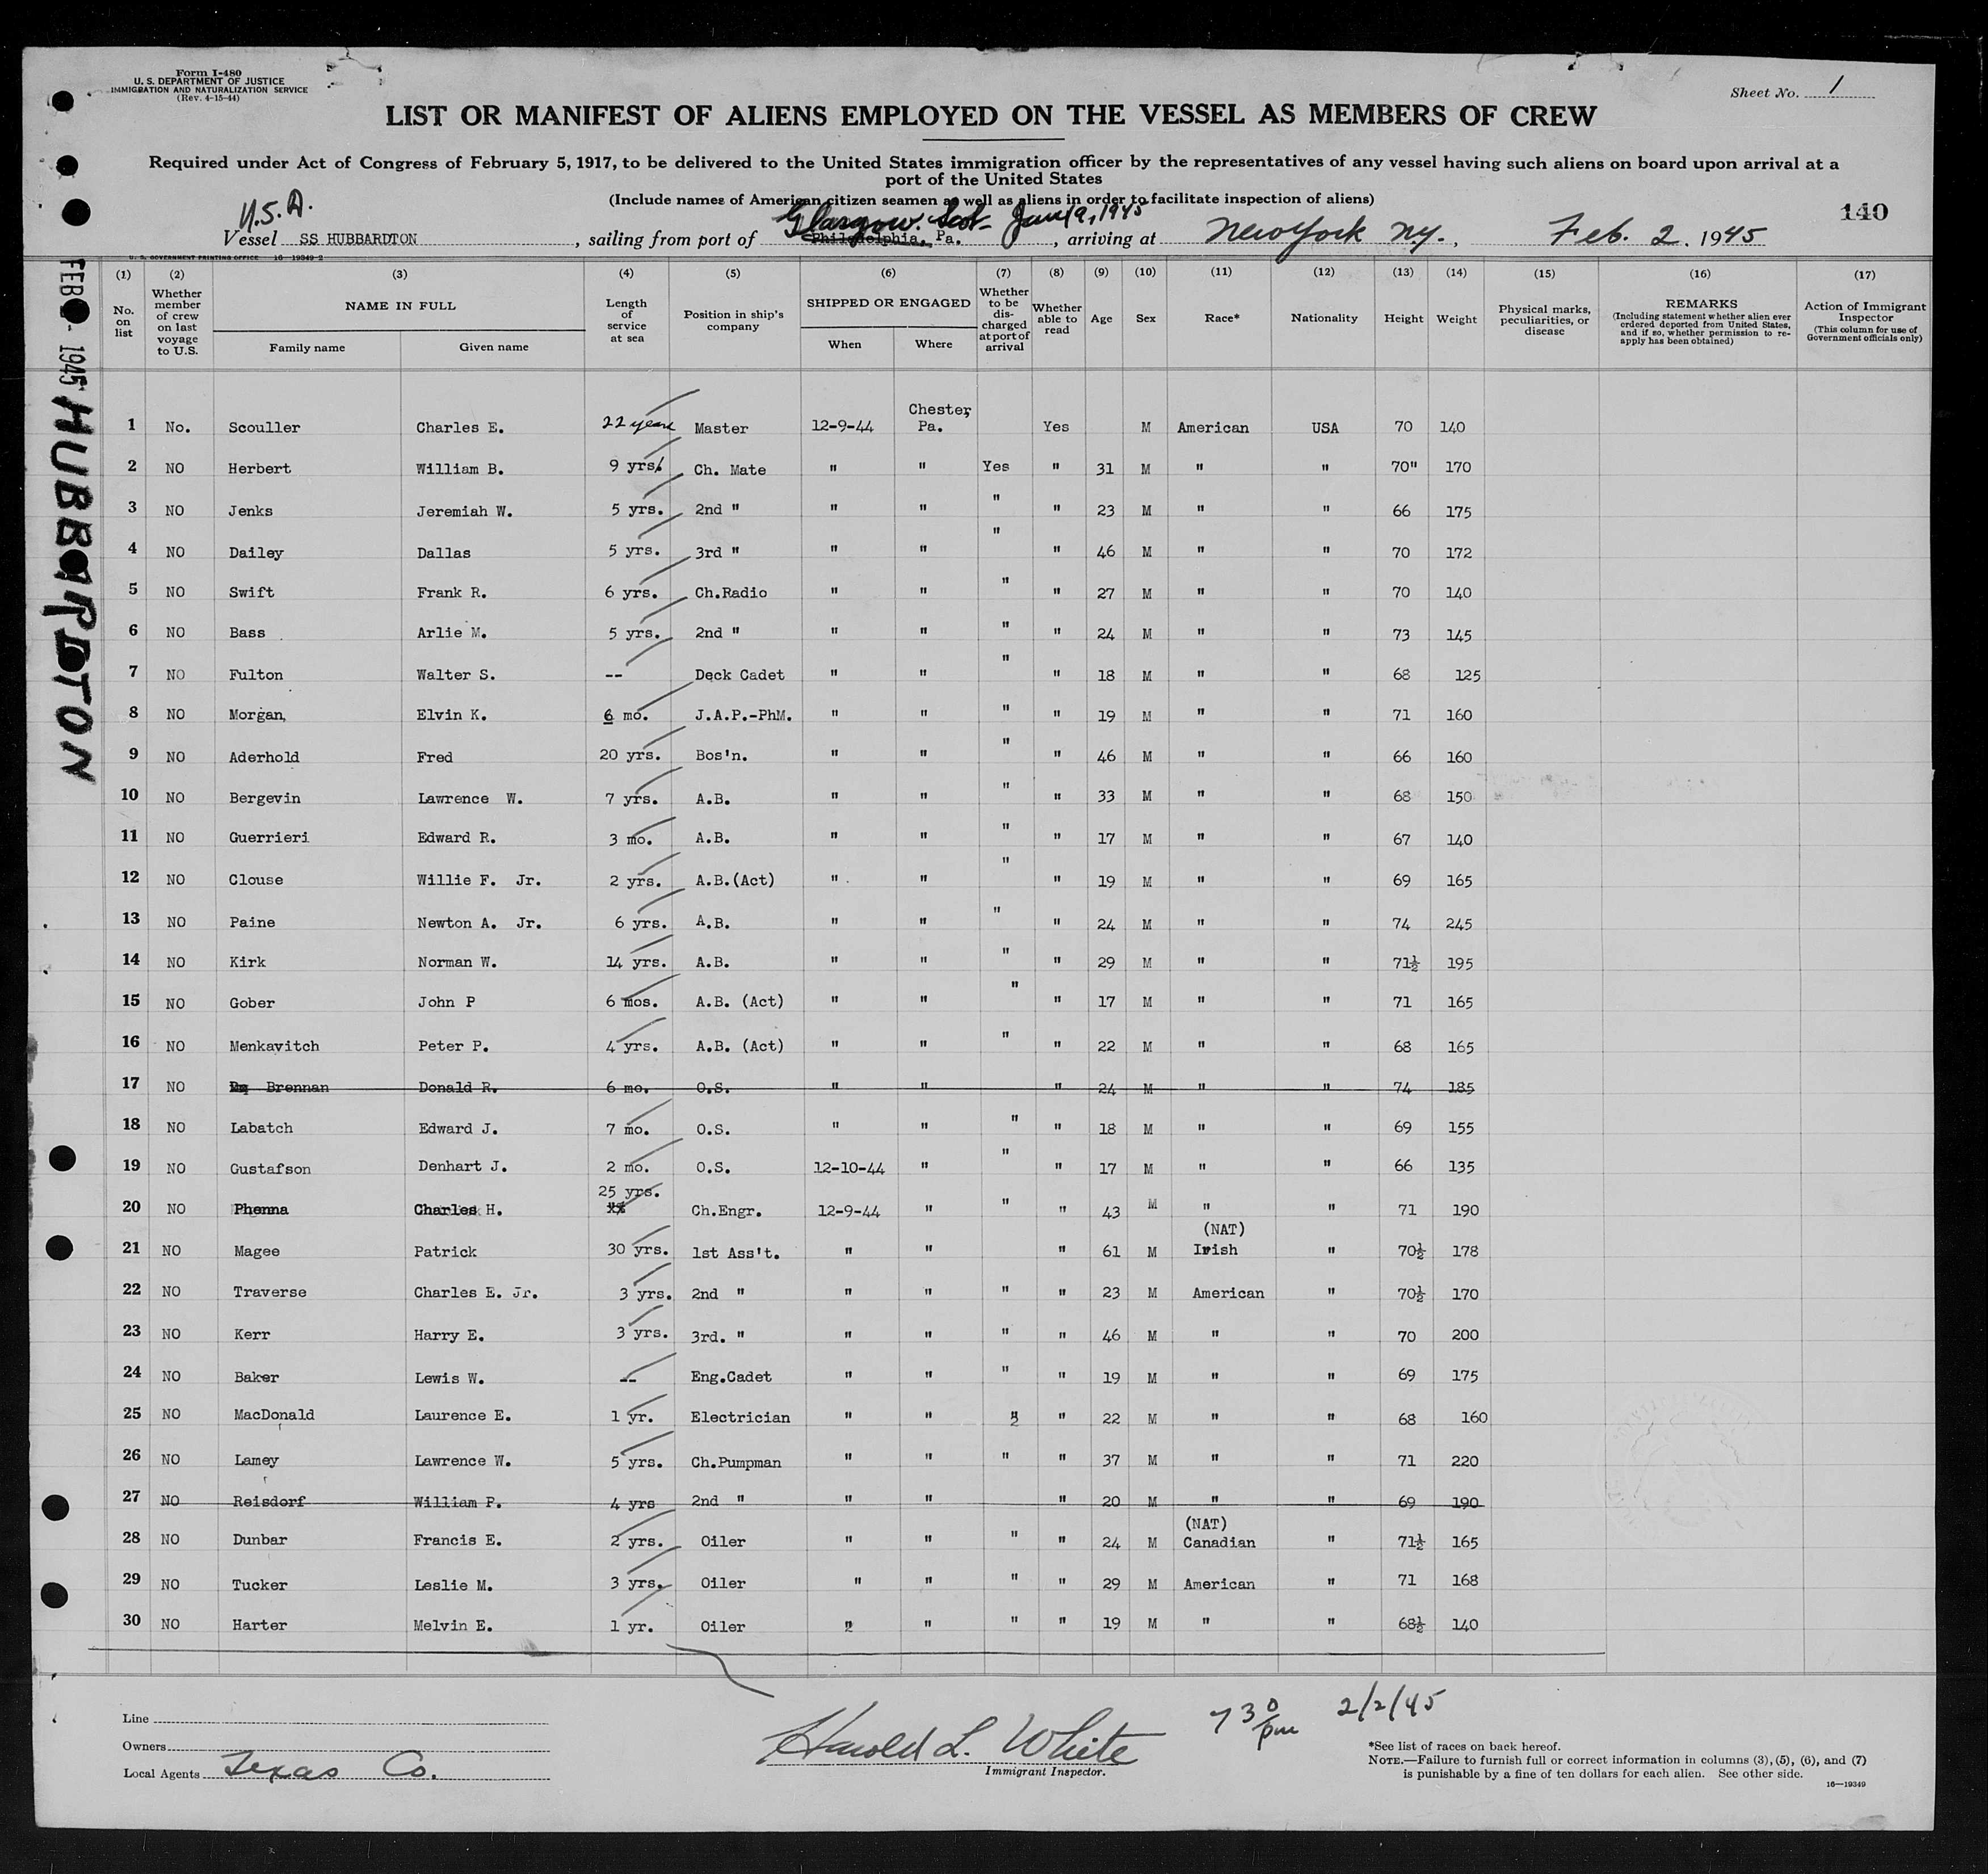 Form I-480
U. S. DEPARTMENT OF JUSTICE
IMMIGRATION AND NATURALIZATION SERVICE
(Rev. 4-15-44)
Sheet No. 1
LIST OR MANIFEST OF ALIENS EMPLOYED ON THE VESSEL AS MEMBERS OF CREW
Required under Act of Congress of February 5, 1917, to be delivered to the United States immigration officer by the representatives of any vessel having such aliens on board upon arrival at a
port of the United States
(Include names of American citizen seamen as well as aliens in order to facilitate inspection of aliens)
140
U.S.A.
Glasgow. Scot- Jan 19, 1945
Vessel SS HUBBARDTON , sailing from port of Philadelphia, Pa. , arriving at New York NY. , Feb. 2 . 1945
U. S. GOVERNMENT PRINTING OFFICE 16-19349-2
FEB 2 - 1945 HUBBARDTON
(1) (2) (3) (4) (5) (6) (7) (8) (9) (10) (11) (12) (13) (14) (15) (16) (17)
No. on list
Whether member of crew on last voyage to U.S.
NAME IN FULL
Family name Given name
Length of service at sea
Position in ship's company
SHIPPED OR ENGAGED
When Where
Whether to be discharged at port of arrival
Whether able to read
Age
Sex
Race*
Nationality
Height
Weight
Physical marks, peculiarities, or disease
REMARKS
(Including statement whether alien ever ordered deported from United States, and if so, whether permission to re-apply has been obtained)
Action of Immigrant Inspector
(This column for use of Government officials only)
1 No. Scouller Charles E. 22 years Master 12-9-44 Chester, Pa. Yes M American USA 70 140
2 NO Herbert William B. 9 yrs. Ch. Mate " " Yes " 31 M " " 70" 170
3 NO Jenks Jeremiah W. 5 yrs. 2nd " " " " " 23 M " " 66 175
4 NO Dailey Dallas 5 yrs. 3rd " " " " " 46 M " " 70 172
5 NO Swift Frank R. 6 yrs. Ch.Radio " " " " 27 M " " 70 140
6 NO Bass Arlie M. 5 yrs. 2nd " " " " " 24 M " " 73 145
7 NO Fulton Walter S. -- Deck Cadet " " " " 18 M " " 68 125
8 NO Morgan, Elvin K. 6 mo. J.A.P.-PhM. " " " " 19 M " " 71 160
9 NO Aderhold Fred 20 yrs. Bos'n. " " " " 46 M " " 66 160
10 NO Bergevin Lawrence W. 7 yrs. A.B. " " " " 33 M " " 68 150
11 NO Guerrieri Edward R. 3 mo. A.B. " " " " 17 M " " 67 140
12 NO Clouse Willie F. Jr. 2 yrs. A.B.(Act) " " " " 19 M " " 69 165
13 NO Paine Newton A. Jr. 6 yrs. A.B. " " " " 24 M " " 74 245
14 NO Kirk Norman W. 14 yrs. A.B. " " " " 29 M " " 71½ 195
15 NO Gober John P 6 mos. A.B. (Act) " " " " 17 M " " 71 165
16 NO Menkavitch Peter P. 4 yrs. A.B. (Act) " " " " 22 M " " 68 165
17 NO Brennan Donald R. 6 mo. O.S. " " " 24 M " " 74 185
18 NO Labatch Edward J. 7 mo. O.S. " " " " 18 M " " 69 155
19 NO Gustafson Denhart J. 2 mo. O.S. 12-10-44 " " " 17 M " " 66 135
20 NO Phenna Charles H. 25 yrs. Ch.Engr. 12-9-44 " " " 43 M " " 71 190
21 NO Magee Patrick 30 yrs. 1st Ass't. " " " 61 M (NAT) Irish " 70½ 178
22 NO Traverse Charles E. Jr. 3 yrs. 2nd " " " " " 23 M American " 70½ 170
23 NO Kerr Harry E. 3 yrs. 3rd. " " " " " 46 M " " 70 200
24 NO Baker Lewis W. -- Eng.Cadet " " " " 19 M " " 69 175
25 NO MacDonald Laurence E. 1 yr. Electrician " " " " 22 M " " 68 160
26 NO Lamey Lawrence W. 5 yrs. Ch.Pumpman " " " " 37 M " " 71 220
27 NO Reisdorf William P. 4 yrs 2nd " " " " 20 M " " 69 190
28 NO Dunbar Francis E. 2 yrs. Oiler " " " " 24 M (NAT) Canadian " 71½ 165
29 NO Tucker Leslie M. 3 yrs. Oiler " " " " 29 M American " 71 168
30 NO Harter Melvin E. 1 yr. Oiler " " " " 19 M " " 68½ 140
Line
Owners
Local Agents Texas Co.
Harold L. White
Immigrant Inspector.
7 30 pm 2/2/45
*See list of races on back hereof.
NOTE.—Failure to furnish full or correct information in columns (3), (5), (6), and (7)
is punishable by a fine of ten dollars for each alien. See other side.
16—19349